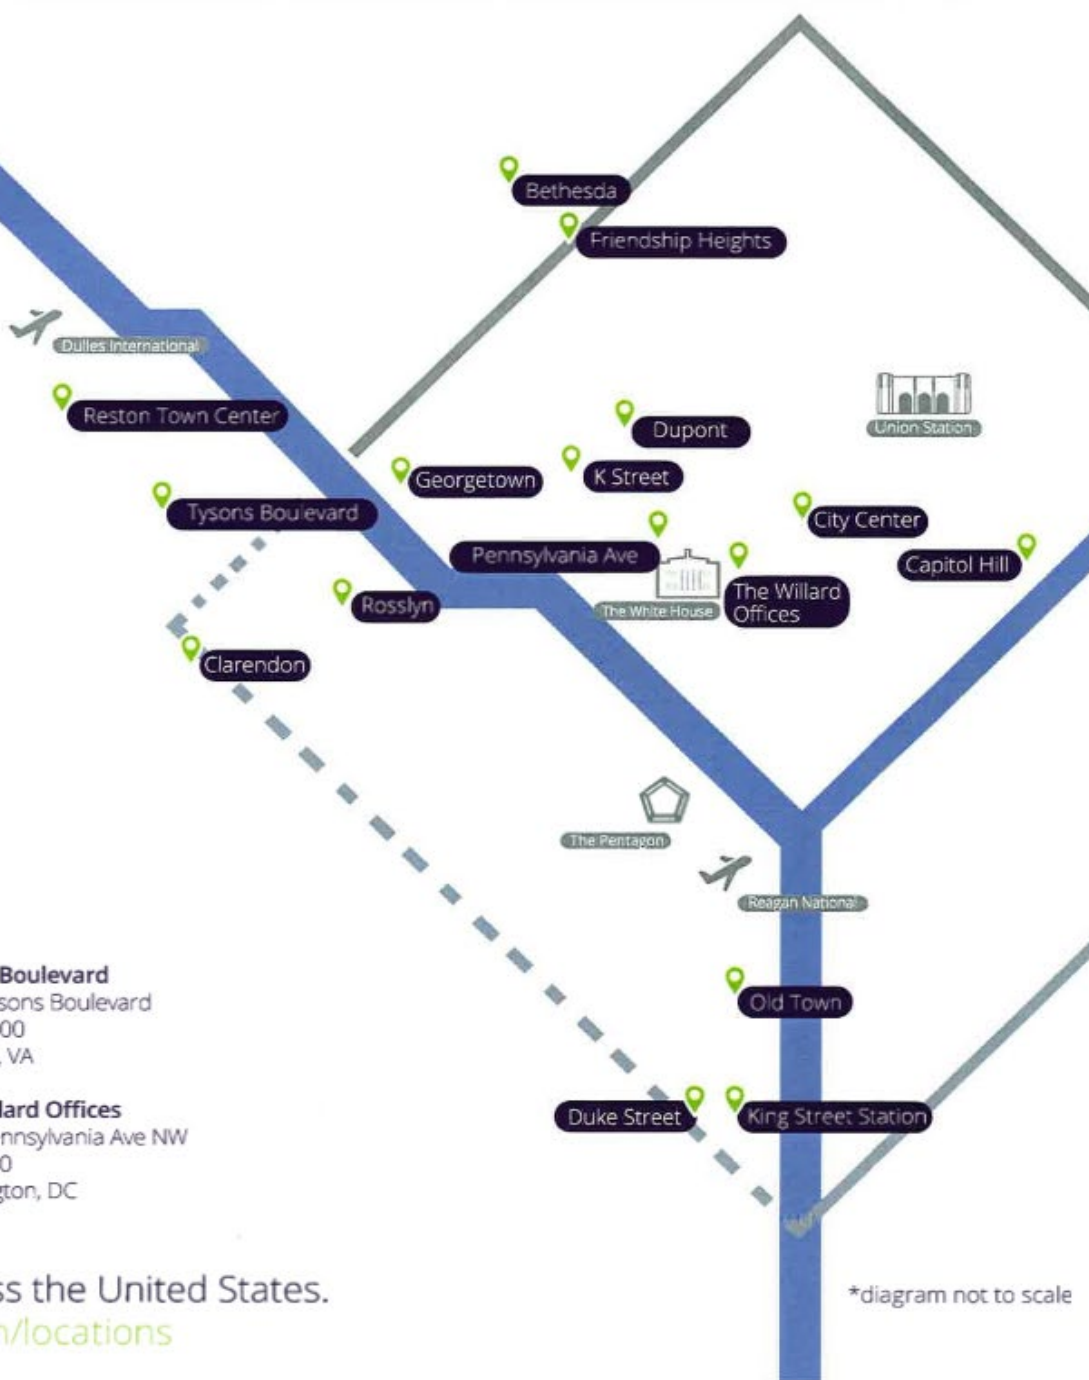 Bethesda
Friendship Heights
Dulles International
Reston Town Center
Dupont
Union Station
Georgetown
K Street
Tysons Boulevard
City Center
Pennsylvania Ave
Capitol Hill
The White House
The Willard
Offices
Rosslyn
Clarendon
The Pentagon
Reagan National
Old Town
Duke Street
King Street Station
Boulevard
sons Boulevard
00
, VA
lard Offices
nnsylvania Ave NW
0
gton, DC
ss the United States.
n/locations
*diagram not to scale